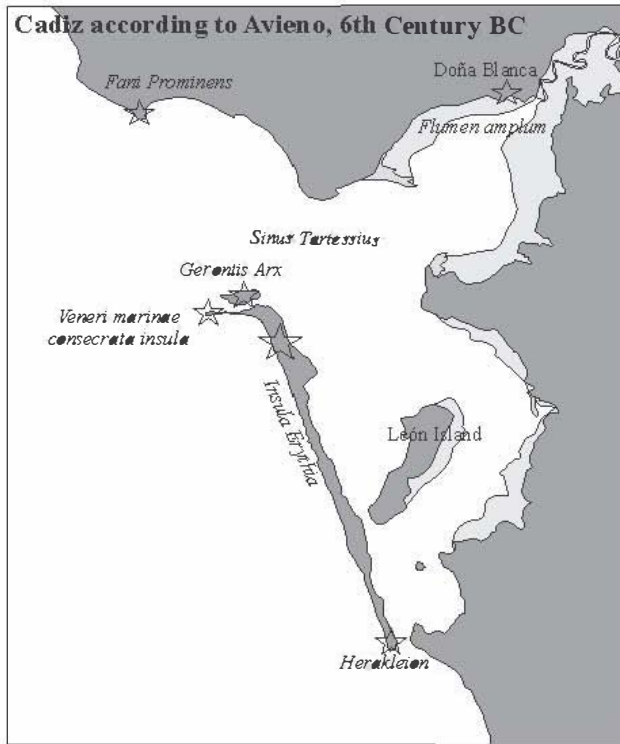 Cadiz according to Avieno, 6th Century BC
Fani Prominens
Doña Blanca
Flumen amplum
Sinus Tartessius
Gerontis Arx
Veneri marinae
consecrata insula
Insula Erythia
León Island
Herakleion